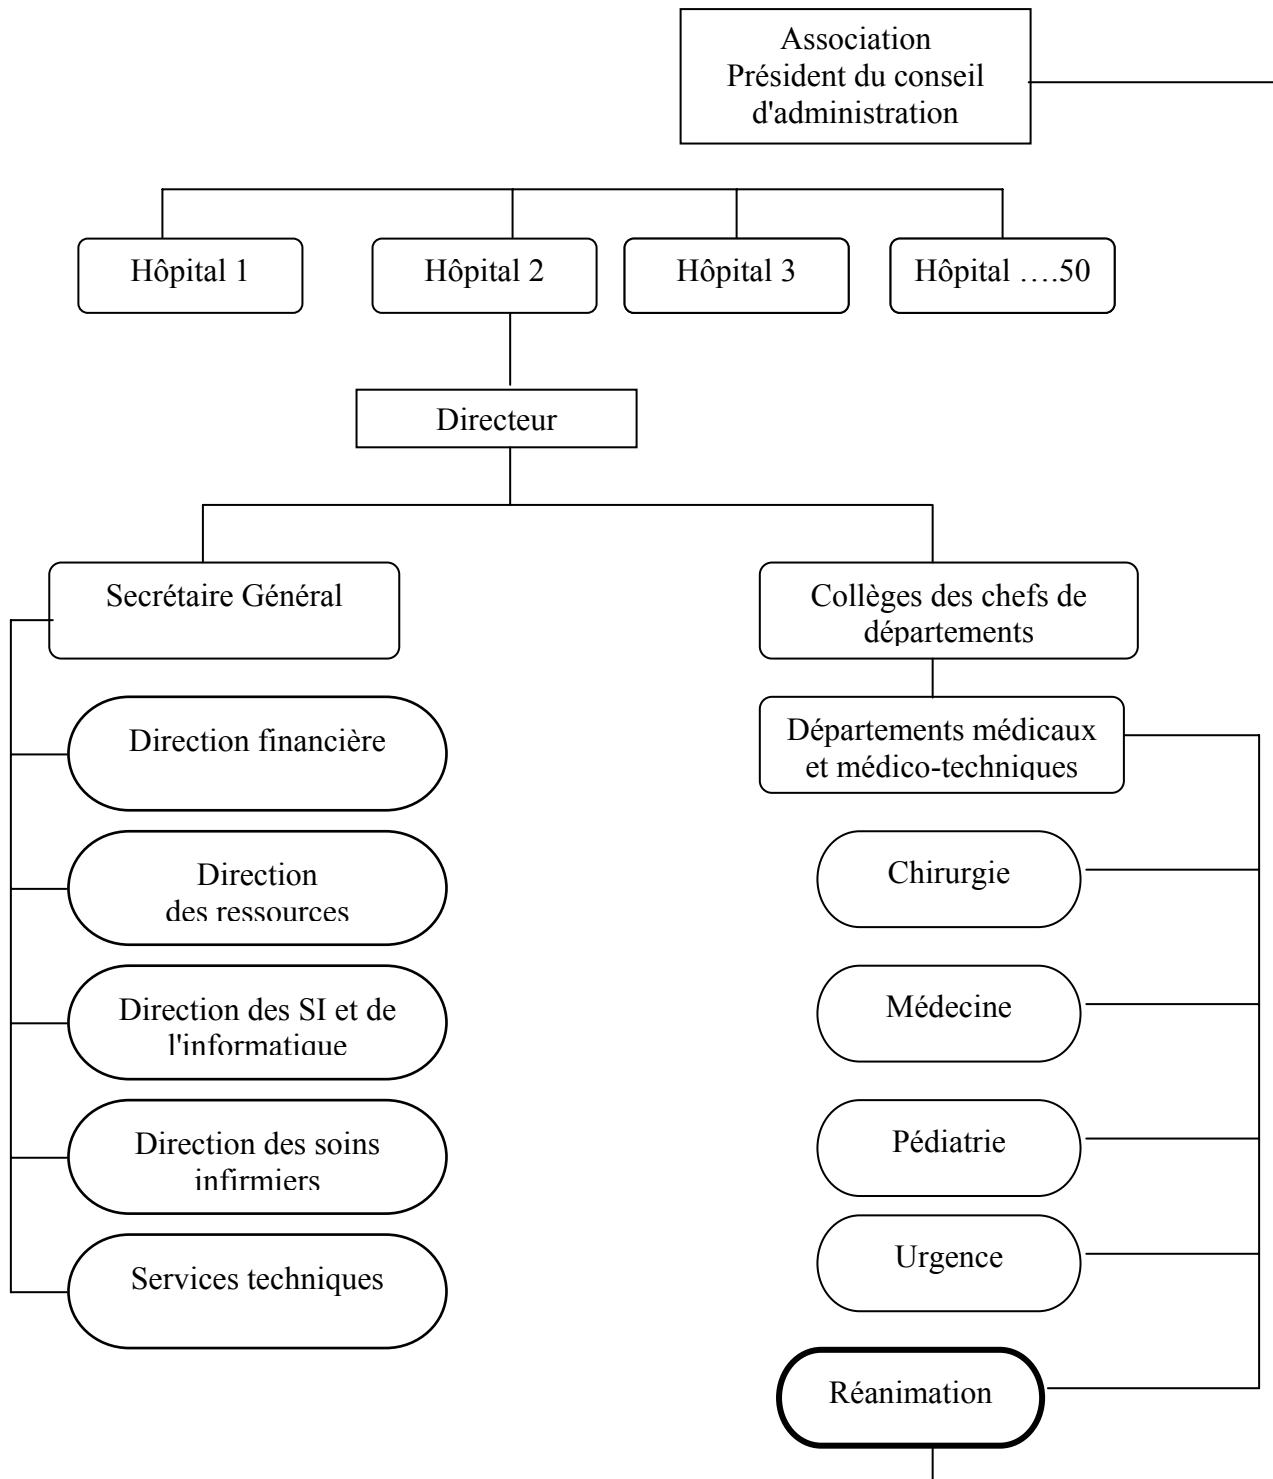 Association
Président du conseil
d'administration
Hôpital 1
Hôpital 2
Hôpital 3
Hôpital ….50
Directeur
Secrétaire Général
Collèges des chefs de
départements
Direction financière
Départements médicaux
et médico-techniques
Direction
des ressources
Chirurgie
Direction des SI et de
l'informatique
Médecine
Direction des soins
infirmiers
Pédiatrie
Services techniques
Urgence
Réanimation